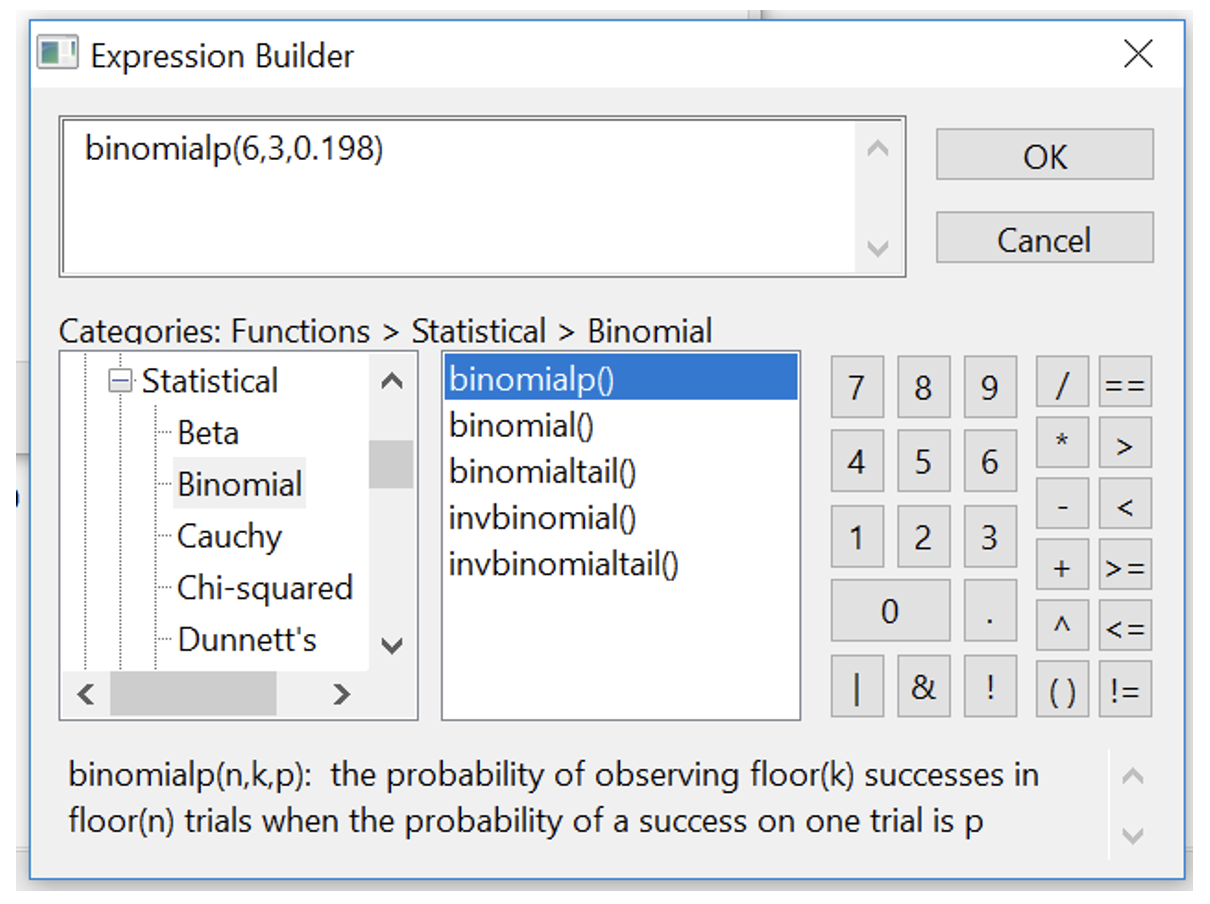 Expression Builder
binomialp(6,3,0.198)
OK
Cancel
Categories: Functions > Statistical > Binomial
Statistical
Beta
Binomial
Cauchy
Chi-squared
Dunnett's
binomialp()
binomial()
binomialtail()
invbinomial()
invbinomialtail()
7 8 9 / ==
4 5 6 * >
1 2 3 - <
+ >=
0 . ^ <=
| & ! () !=
binomialp(n,k,p): the probability of observing floor(k) successes in
floor(n) trials when the probability of a success on one trial is p